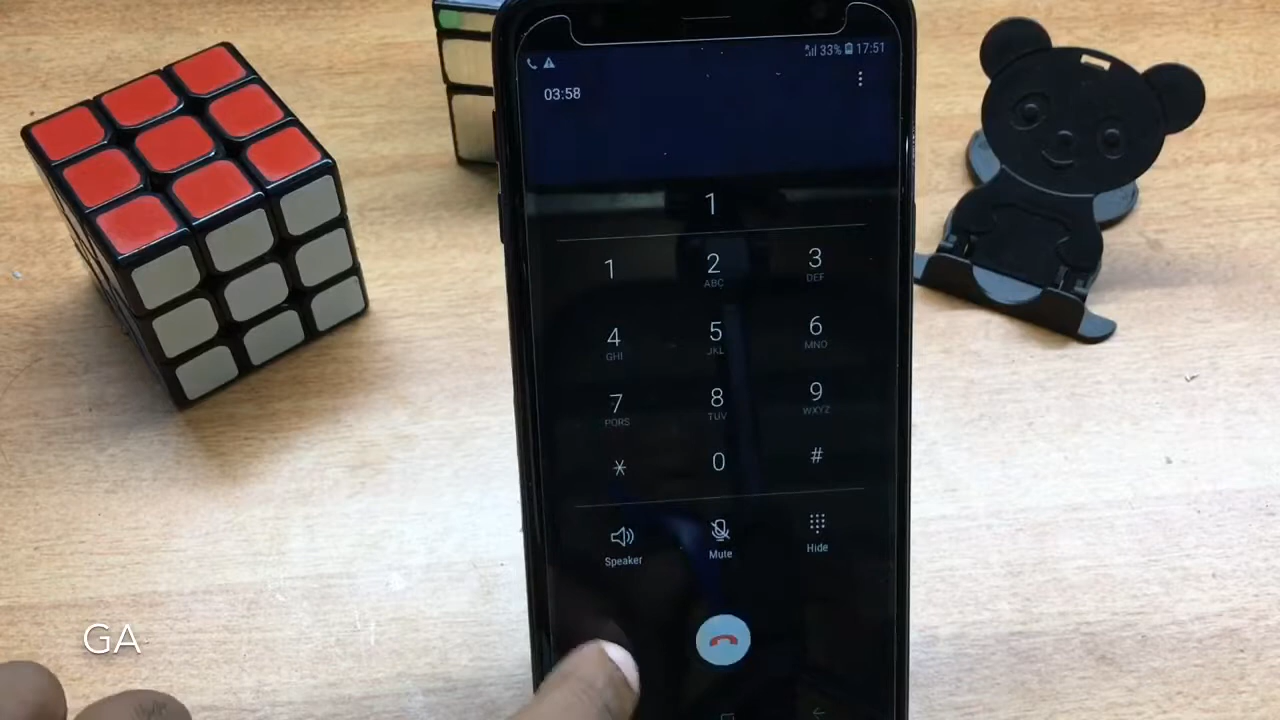 33% 17:51
03:58
1
1 2 3
ABC DEF
4 5 6
GHI JKL MNO
7 8 9
PQRS TUV WXYZ
* 0 #
Speaker Mute Hide
GA